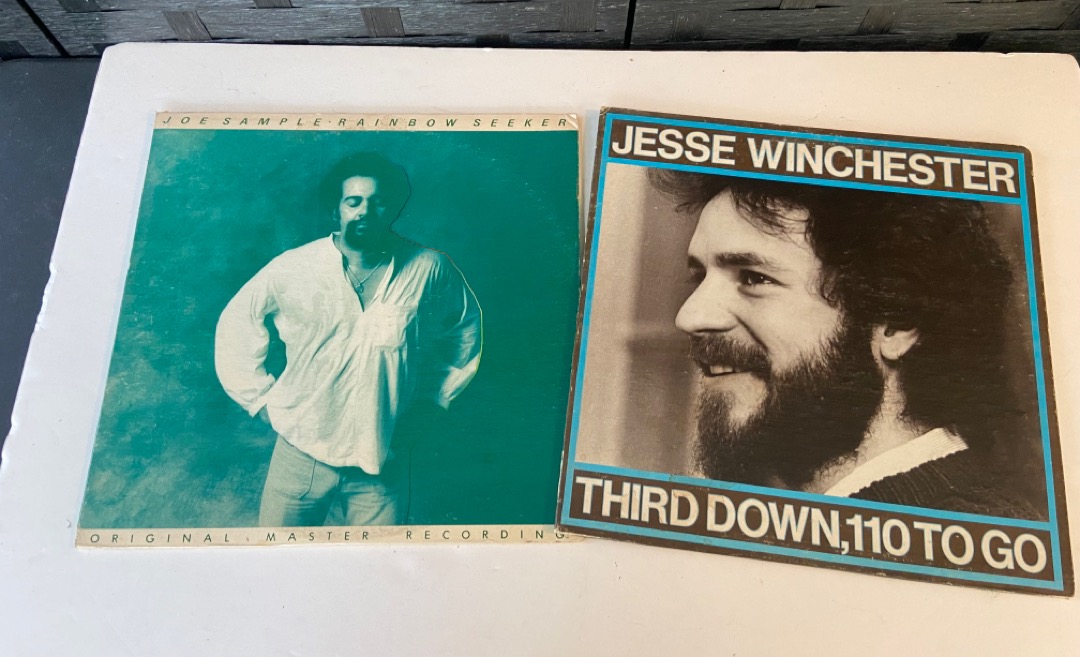 JOE SAMPLE · RAINBOW SEEKER
ORIGINAL MASTER RECORDING
JESSE WINCHESTER
THIRD DOWN,110 TO GO